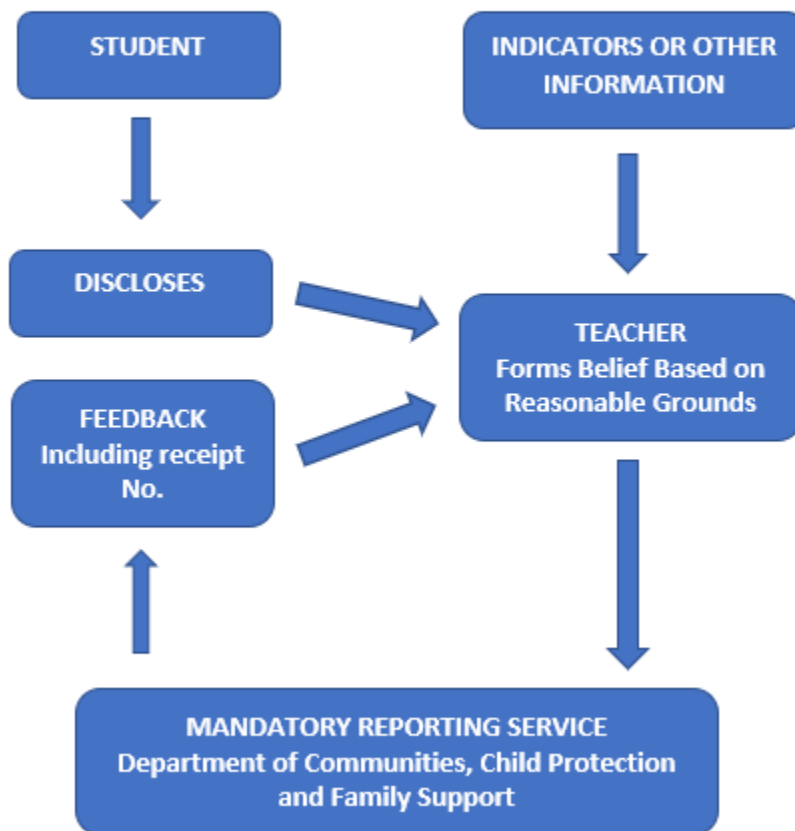 STUDENT
INDICATORS OR OTHER
INFORMATION
DISCLOSES
TEACHER
Forms Belief Based on
Reasonable Grounds
FEEDBACK
Including receipt
No.
MANDATORY REPORTING SERVICE
Department of Communities, Child Protection
and Family Support